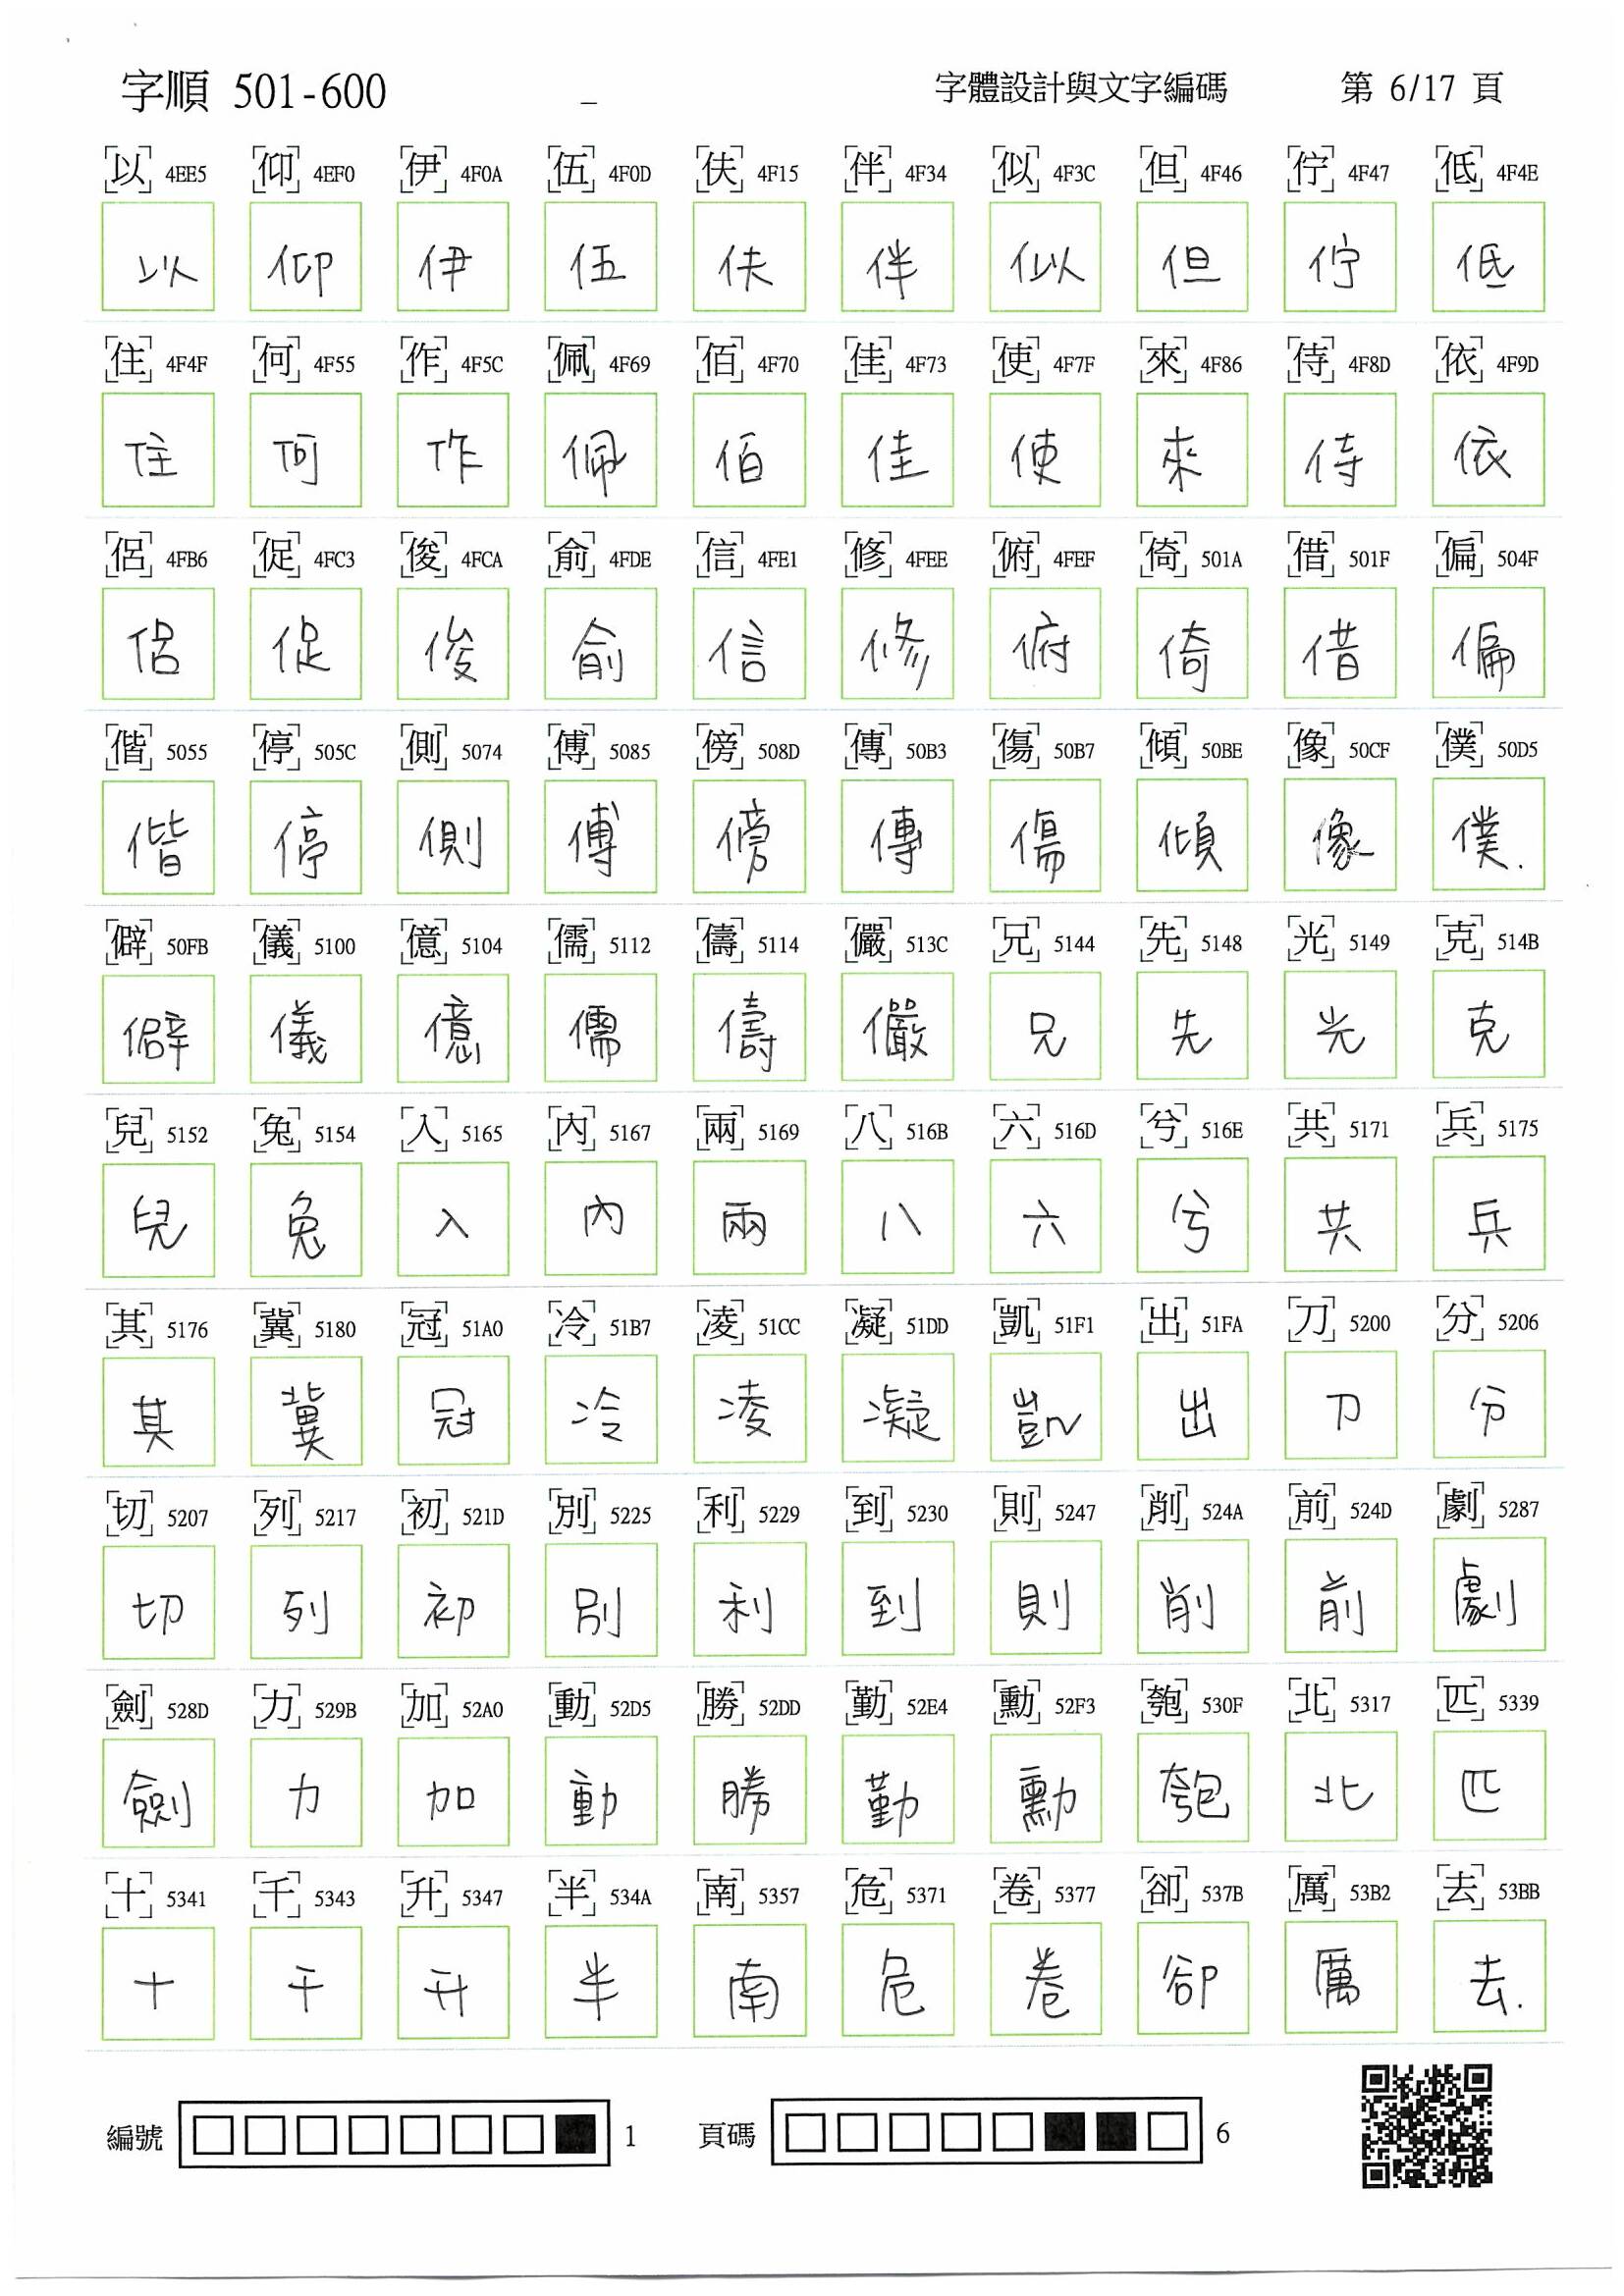 字順 501-600 _ 字體設計與文字編碼 第 6/17 頁
以 4EE5 仰 4EF0 伊 4F0A 伍 4F0D 伕 4F15 伴 4F34 似 4F3C 但 4F46 佇 4F47 低 4F4E
以 仰 伊 伍 伕 伴 似 但 佇 低
住 4F4F 何 4F55 作 4F5C 佩 4F69 佰 4F70 佳 4F73 使 4F7F 來 4F86 侍 4F8D 依 4F9D
住 何 作 佩 佰 佳 使 來 侍 依
侶 4FB6 促 4FC3 俊 4FCA 俞 4FDE 信 4FE1 修 4FEE 俯 4FEF 倚 501A 借 501F 偏 504F
侶 促 俊 俞 信 修 俯 倚 借 偏
偕 5055 停 505C 側 5074 傅 5085 傍 508D 傳 50B3 傷 50B7 傾 50BE 像 50CF 僕 50D5
偕 停 側 傅 傍 傳 傷 傾 像 僕.
僻 50FB 儀 5100 億 5104 儒 5112 儔 5114 儼 513C 兄 5144 先 5148 光 5149 克 514B
僻 儀 億 儒 儔 儼 兄 先 光 克
兒 5152 兔 5154 入 5165 內 5167 兩 5169 八 516B 六 516D 兮 516E 共 5171 兵 5175
兒 兔 入 內 兩 八 六 兮 共 兵
其 5176 冀 5180 冠 51A0 冷 51B7 凌 51CC 凝 51DD 凱 51F1 出 51FA 刀 5200 分 5206
其 冀 冠 冷 凌 凝 凱 出 刀 分
切 5207 列 5217 初 521D 別 5225 利 5229 到 5230 則 5247 削 524A 前 524D 劇 5287
切 列 初 別 利 到 則 削 前 劇
劍 528D 力 529B 加 52A0 動 52D5 勝 52DD 勤 52E4 勳 52F3 匏 530F 北 5317 匹 5339
劍 力 加 動 勝 勤 勳 匏 北 匹
十 5341 千 5343 升 5347 半 534A 南 5357 危 5371 卷 5377 卻 537B 厲 53B2 去 53BB
十 千 升 半 南 危 卷 卻 厲 去.
編號 1 頁碼 6